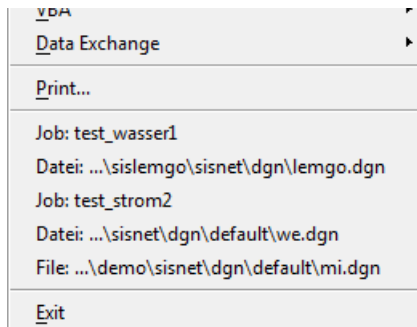 VBA
Data Exchange
Print...
Job: test_wasser1
Datei: ...\sislemgo\sisnet\dgn\lemgo.dgn
Job: test_strom2
Datei: ...\sisnet\dgn\default\we.dgn
File: ...\demo\sisnet\dgn\default\mi.dgn
Exit